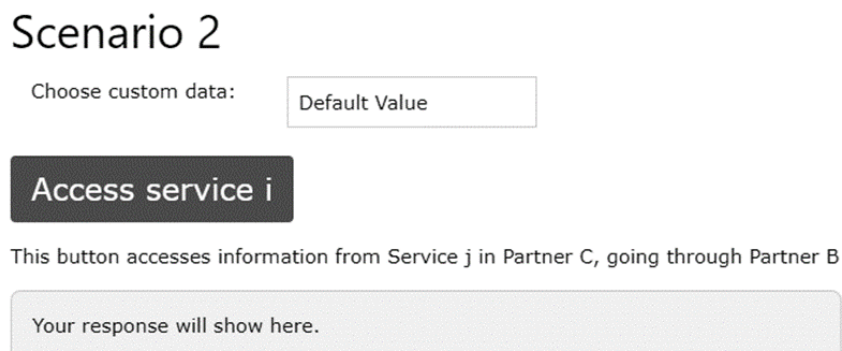 Scenario 2
Choose custom data:
Default Value
Access service i
This button accesses information from Service j in Partner C, going through Partner B
Your response will show here.